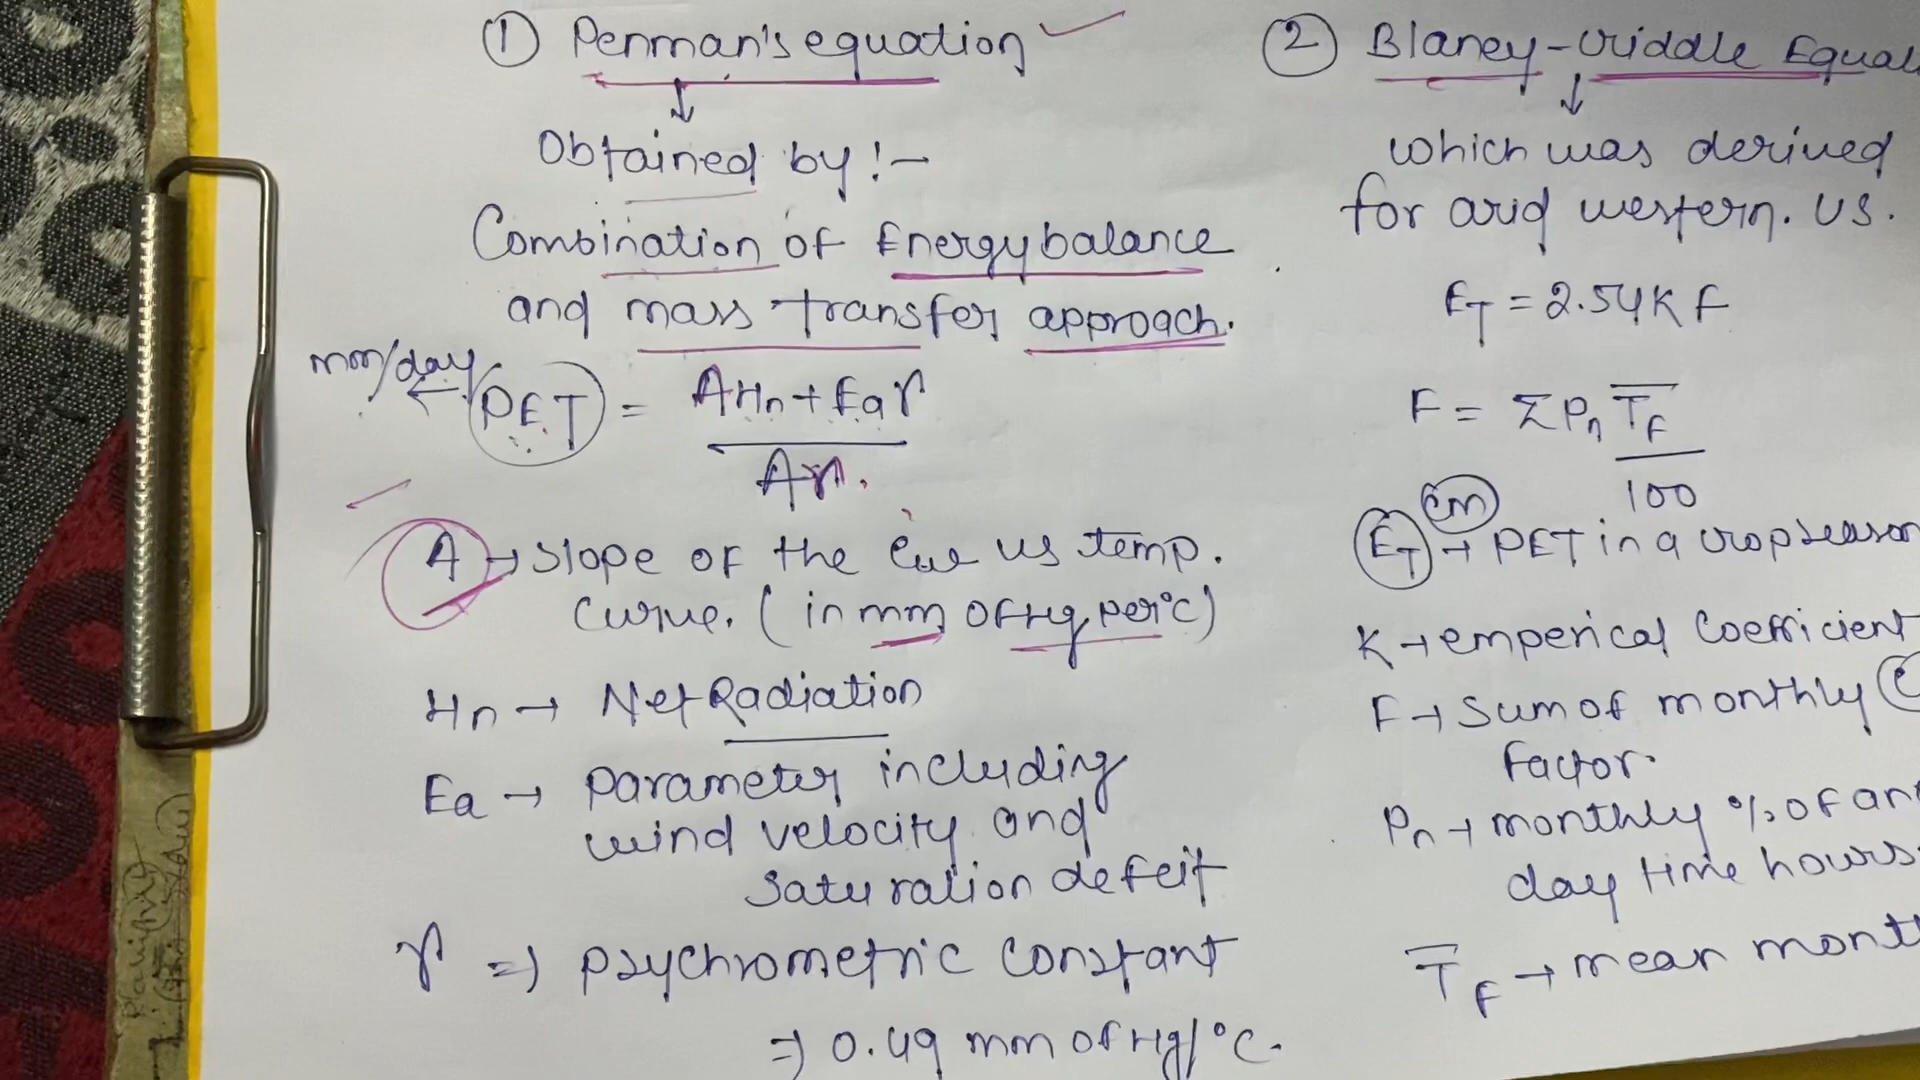 ① Penman's equation
↓
Obtained by :-
Combination of Energy balance
and mass transfer approach.
mm/day ← PET = AHn + Eaγ
Aγ.
A → Slope of the vs temp.
curve. (in mm of Hg per°c)
Hn → Net Radiation
Ea → parameter including
wind velocity and
saturation defeit
γ ⇒ psychrometric constant
⇒ 0.49 mm of Hg/°C.
② Blaney-criddle Equa
↓
which was derived
for arid western. US.
ET = 2.54 K F
F = Σ Pn T̅F
100
cm
ET → PET in a crop season
K → emperical coefficient
F → Sum of monthly
factor.
Pn → monthly % of an
day time hours
T̅F → mean mont